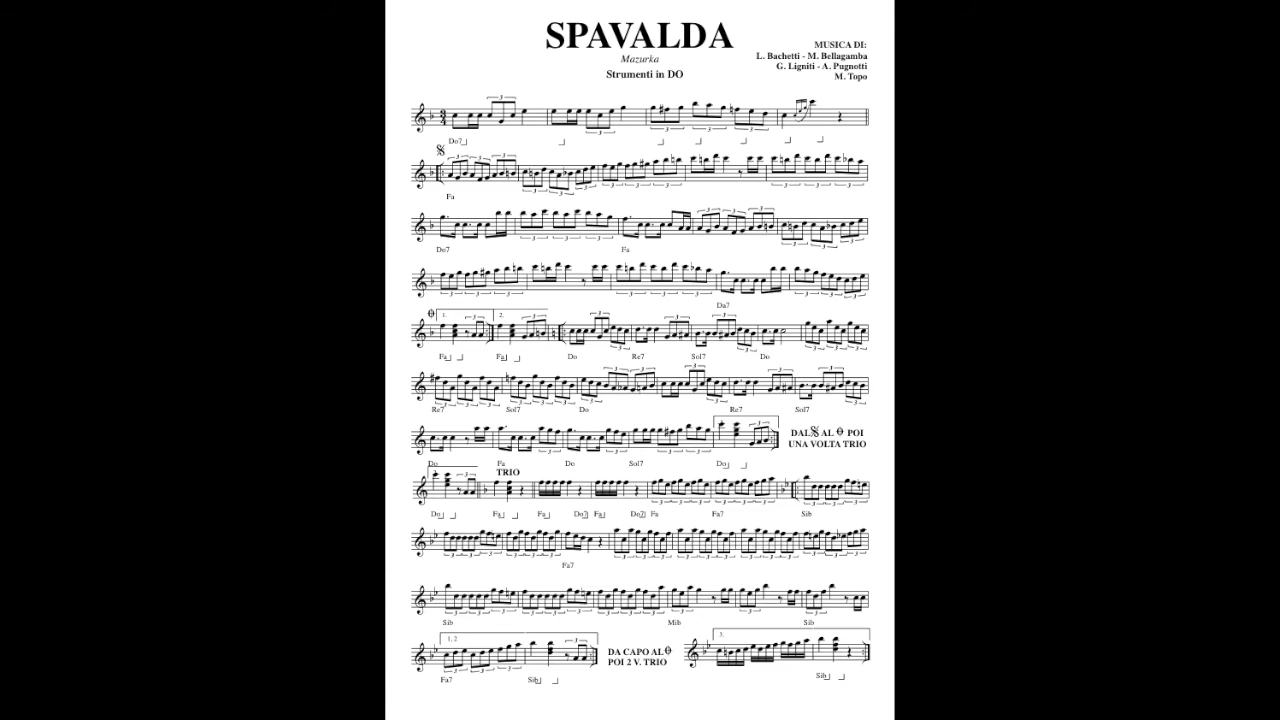 SPAVALDA
Mazurka
Strumenti in DO
MUSICA DI:
L. Bachetti - M. Bellagamba
G. Ligniti - A. Pugnotti
M. Topo
Do7
Fa
Do7 Fa
Da7
1. 2.
Fa Fa Do Re7 Sol7 Do
Re7 Sol7 Do Re7 Sol7
DAL AL POI
UNA VOLTA TRIO
Do Fa Do Sol7 Do
TRIO
Do Fa Fa Do7 Fa Do7 Fa Fa7 Sib
Fa7
Sib Mib Sib
1, 2
3.
DA CAPO AL
POI 2 V. TRIO
Fa7 Sib Sib